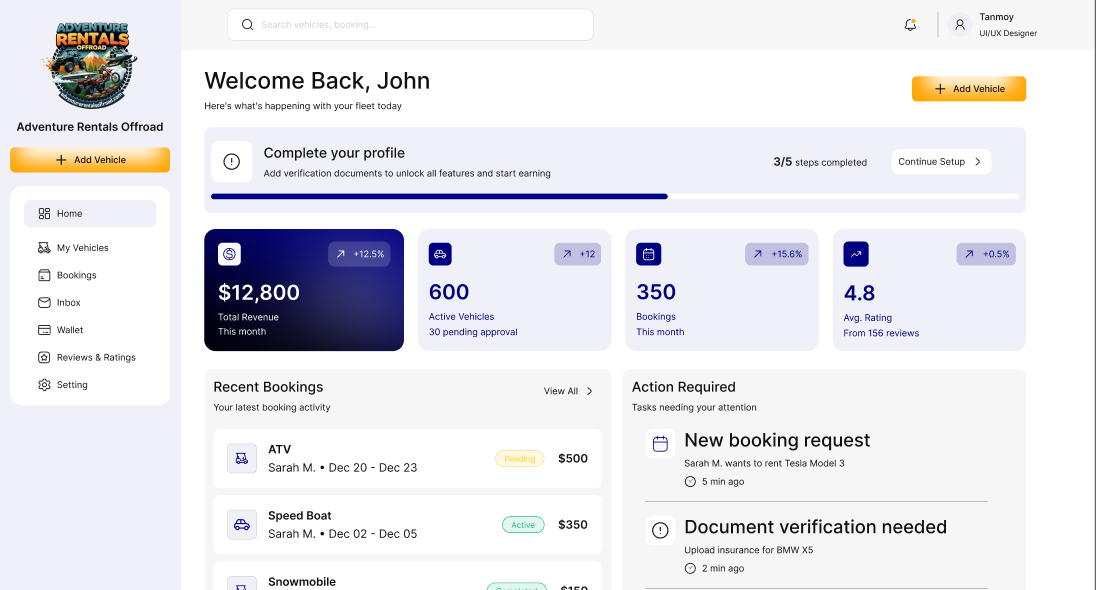 ADVENTURE
RENTALS
OFFROAD
adventurerentalsoffroad.com
Adventure Rentals Offroad
Add Vehicle
Home
My Vehicles
Bookings
Inbox
Wallet
Reviews & Ratings
Setting
Search vehicles, booking...
Tanmoy
UI/UX Designer
Welcome Back, John
Here's what's happening with your fleet today
Add Vehicle
Complete your profile
Add verification documents to unlock all features and start earning
3/5 steps completed
Continue Setup
+12.5%
$12,800
Total Revenue
This month
+12
600
Active Vehicles
30 pending approval
+15.6%
350
Bookings
This month
+0.5%
4.8
Avg. Rating
From 156 reviews
Recent Bookings
View All
Your latest booking activity
ATV
Sarah M. • Dec 20 - Dec 23
Pending
$500
Speed Boat
Sarah M. • Dec 02 - Dec 05
Active
$350
Snowmobile
Completed
$150
Action Required
Tasks needing your attention
New booking request
Sarah M. wants to rent Tesla Model 3
5 min ago
Document verification needed
Upload insurance for BMW X5
2 min ago